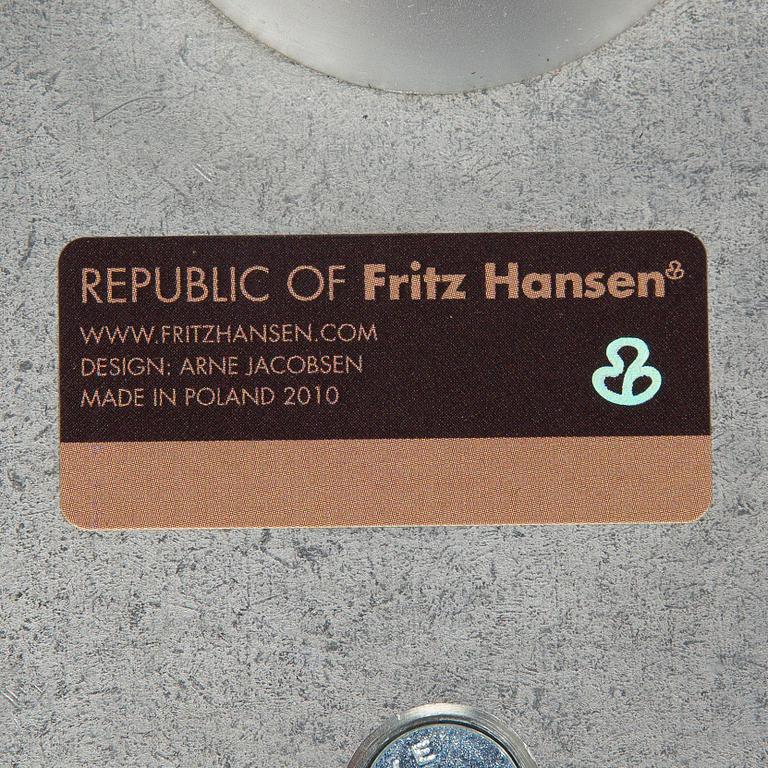 REPUBLIC OF Fritz Hansen
WWW.FRITZHANSEN.COM
DESIGN: ARNE JACOBSEN
MADE IN POLAND 2010